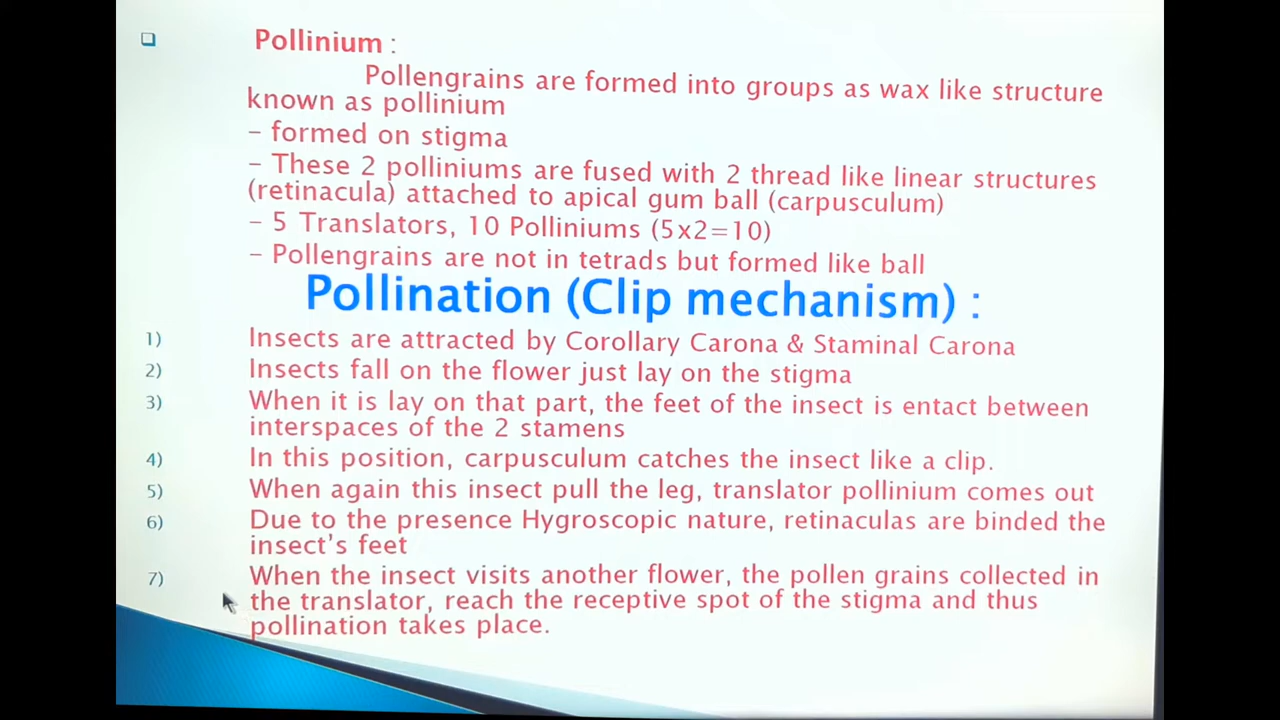 ❑ Pollinium :
Pollengrains are formed into groups as wax like structure
known as pollinium
- formed on stigma
- These 2 polliniums are fused with 2 thread like linear structures
(retinacula) attached to apical gum ball (carpusculum)
- 5 Translators, 10 Polliniums (5x2=10)
- Pollengrains are not in tetrads but formed like ball
Pollination (Clip mechanism) :
1) Insects are attracted by Corollary Carona & Staminal Carona
2) Insects fall on the flower just lay on the stigma
3) When it is lay on that part, the feet of the insect is entact between
interspaces of the 2 stamens
4) In this position, carpusculum catches the insect like a clip.
5) When again this insect pull the leg, translator pollinium comes out
6) Due to the presence Hygroscopic nature, retinaculas are binded the
insect's feet
7) When the insect visits another flower, the pollen grains collected in
the translator, reach the receptive spot of the stigma and thus
pollination takes place.